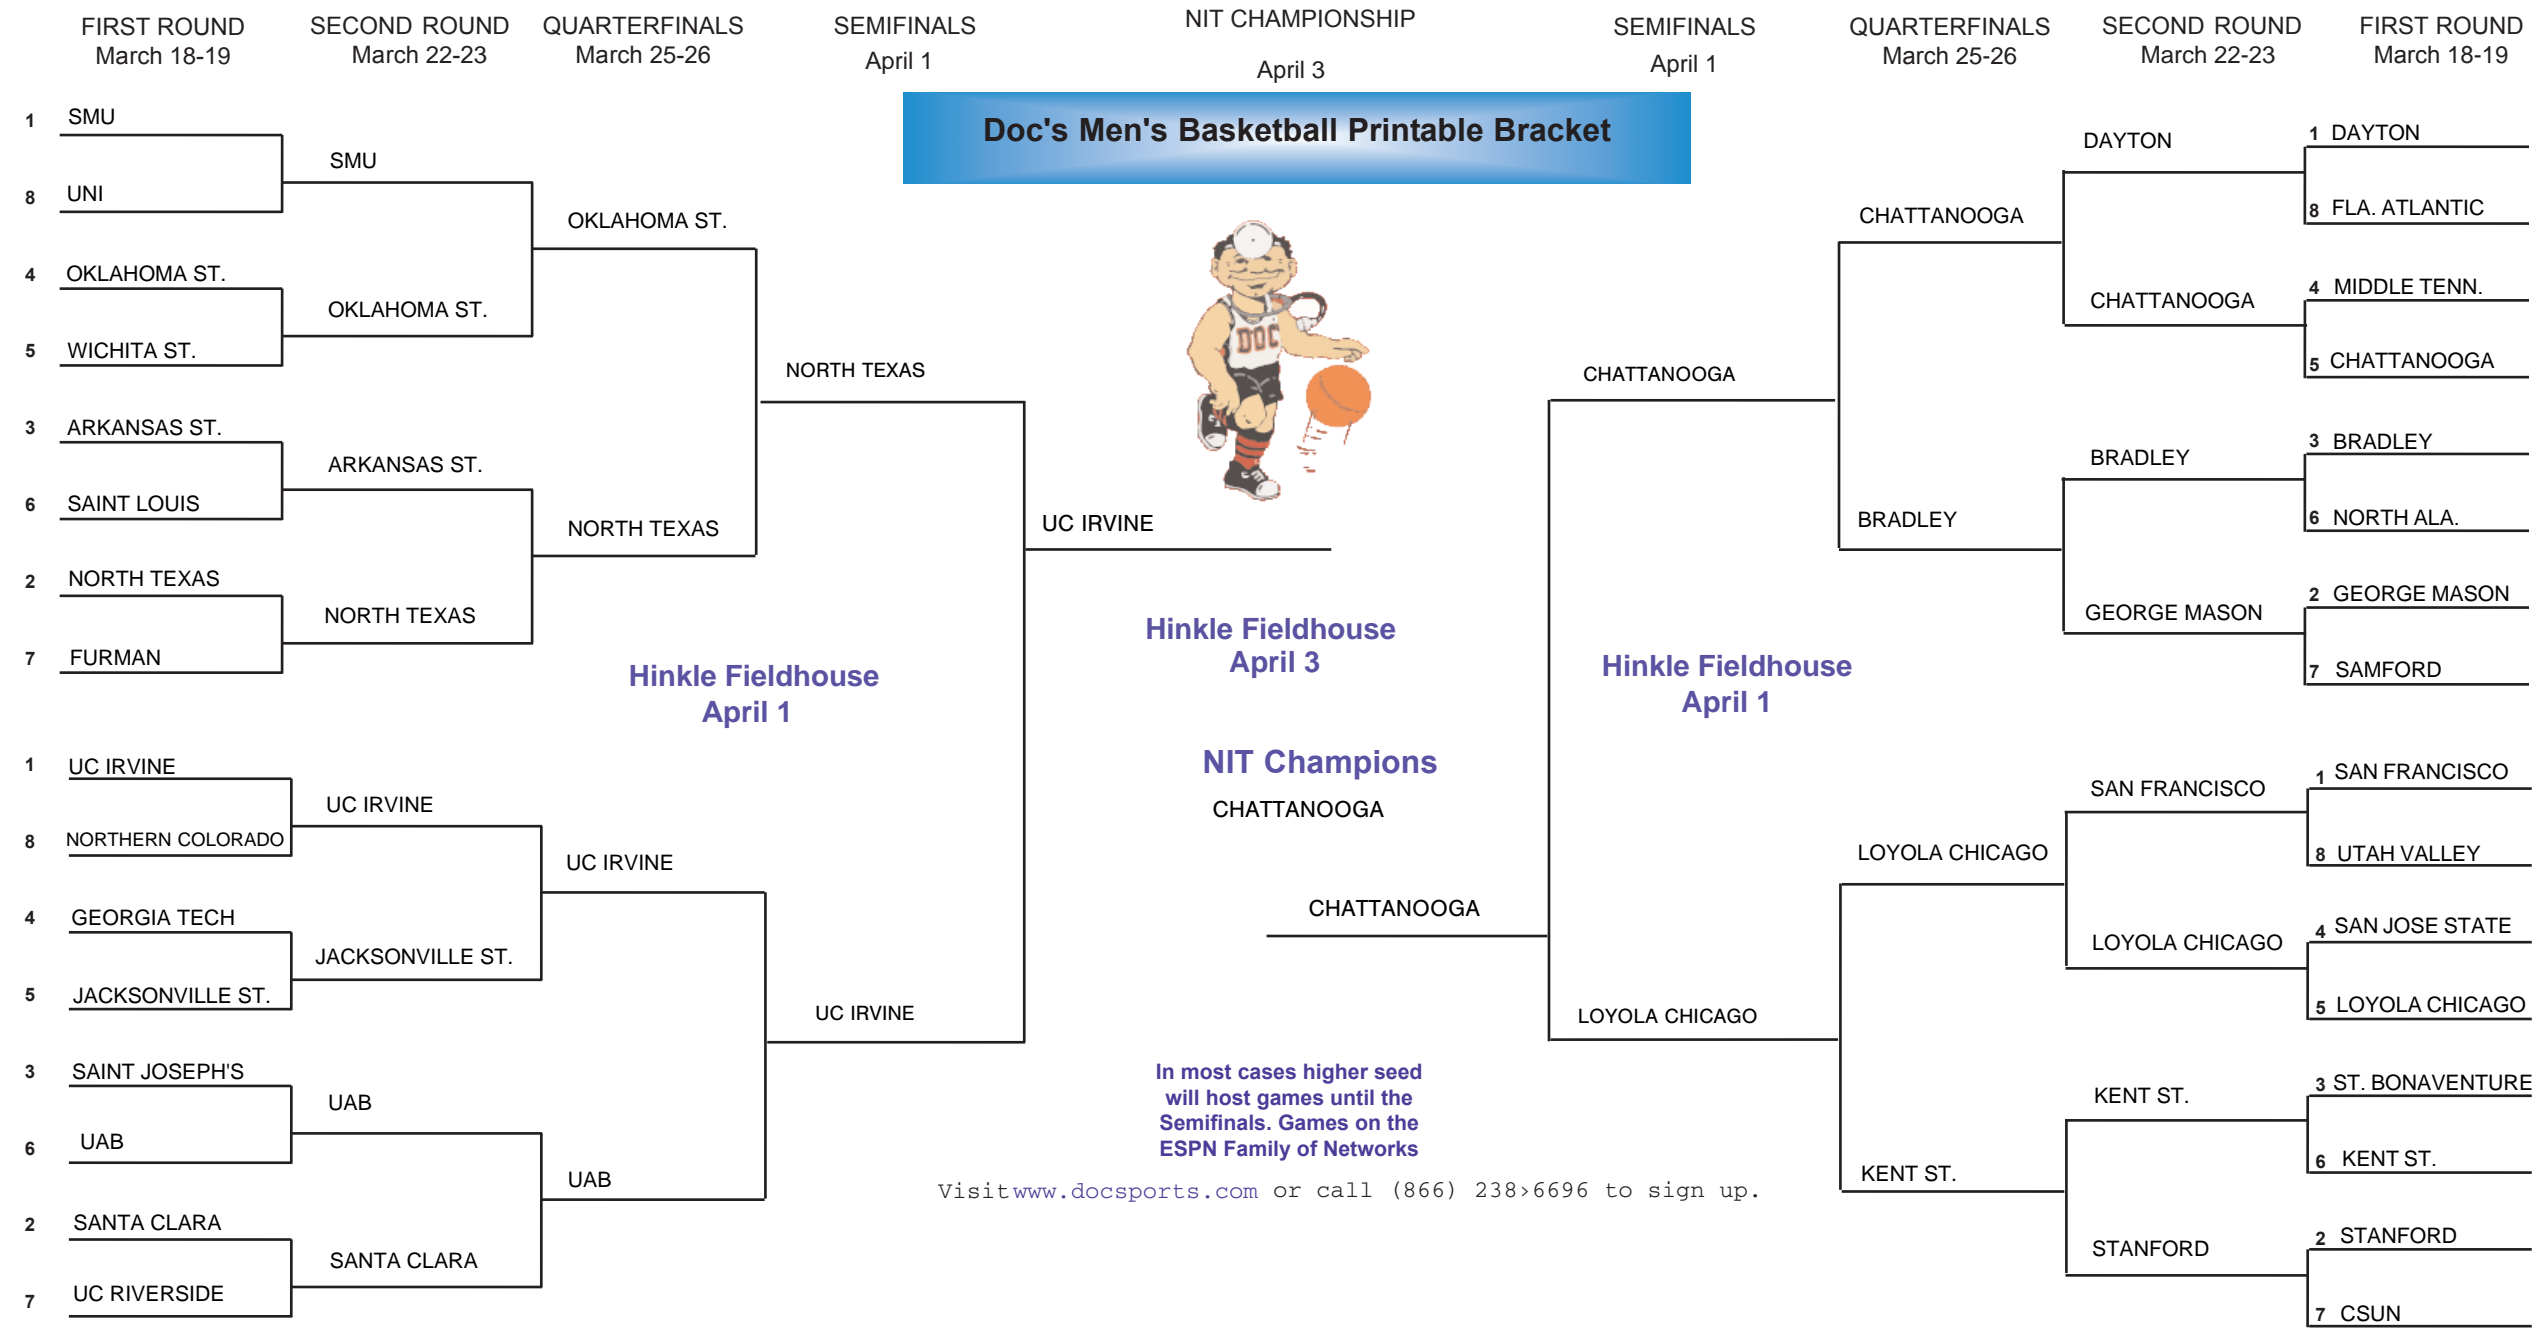 FIRST ROUND
March 18-19
SECOND ROUND
March 22-23
QUARTERFINALS
March 25-26
SEMIFINALS
April 1
NIT CHAMPIONSHIP
April 3
SEMIFINALS
April 1
QUARTERFINALS
March 25-26
SECOND ROUND
March 22-23
FIRST ROUND
March 18-19
Doc's Men's Basketball Printable Bracket
1 SMU
8 UNI
4 OKLAHOMA ST.
5 WICHITA ST.
3 ARKANSAS ST.
6 SAINT LOUIS
2 NORTH TEXAS
7 FURMAN
1 UC IRVINE
8 NORTHERN COLORADO
4 GEORGIA TECH
5 JACKSONVILLE ST.
3 SAINT JOSEPH'S
6 UAB
2 SANTA CLARA
7 UC RIVERSIDE
SMU
OKLAHOMA ST.
ARKANSAS ST.
NORTH TEXAS
UC IRVINE
JACKSONVILLE ST.
UAB
SANTA CLARA
OKLAHOMA ST.
NORTH TEXAS
UC IRVINE
UAB
NORTH TEXAS
UC IRVINE
Hinkle Fieldhouse
April 1
DOC
UC IRVINE
Hinkle Fieldhouse
April 3
NIT Champions
CHATTANOOGA
CHATTANOOGA
In most cases higher seed
will host games until the
Semifinals. Games on the
ESPN Family of Networks
Visit www.docsports.com or call (866) 238›6696 to sign up.
CHATTANOOGA
LOYOLA CHICAGO
Hinkle Fieldhouse
April 1
CHATTANOOGA
BRADLEY
LOYOLA CHICAGO
KENT ST.
DAYTON
CHATTANOOGA
BRADLEY
GEORGE MASON
SAN FRANCISCO
LOYOLA CHICAGO
KENT ST.
STANFORD
1 DAYTON
8 FLA. ATLANTIC
4 MIDDLE TENN.
5 CHATTANOOGA
3 BRADLEY
6 NORTH ALA.
2 GEORGE MASON
7 SAMFORD
1 SAN FRANCISCO
8 UTAH VALLEY
4 SAN JOSE STATE
5 LOYOLA CHICAGO
3 ST. BONAVENTURE
6 KENT ST.
2 STANFORD
7 CSUN